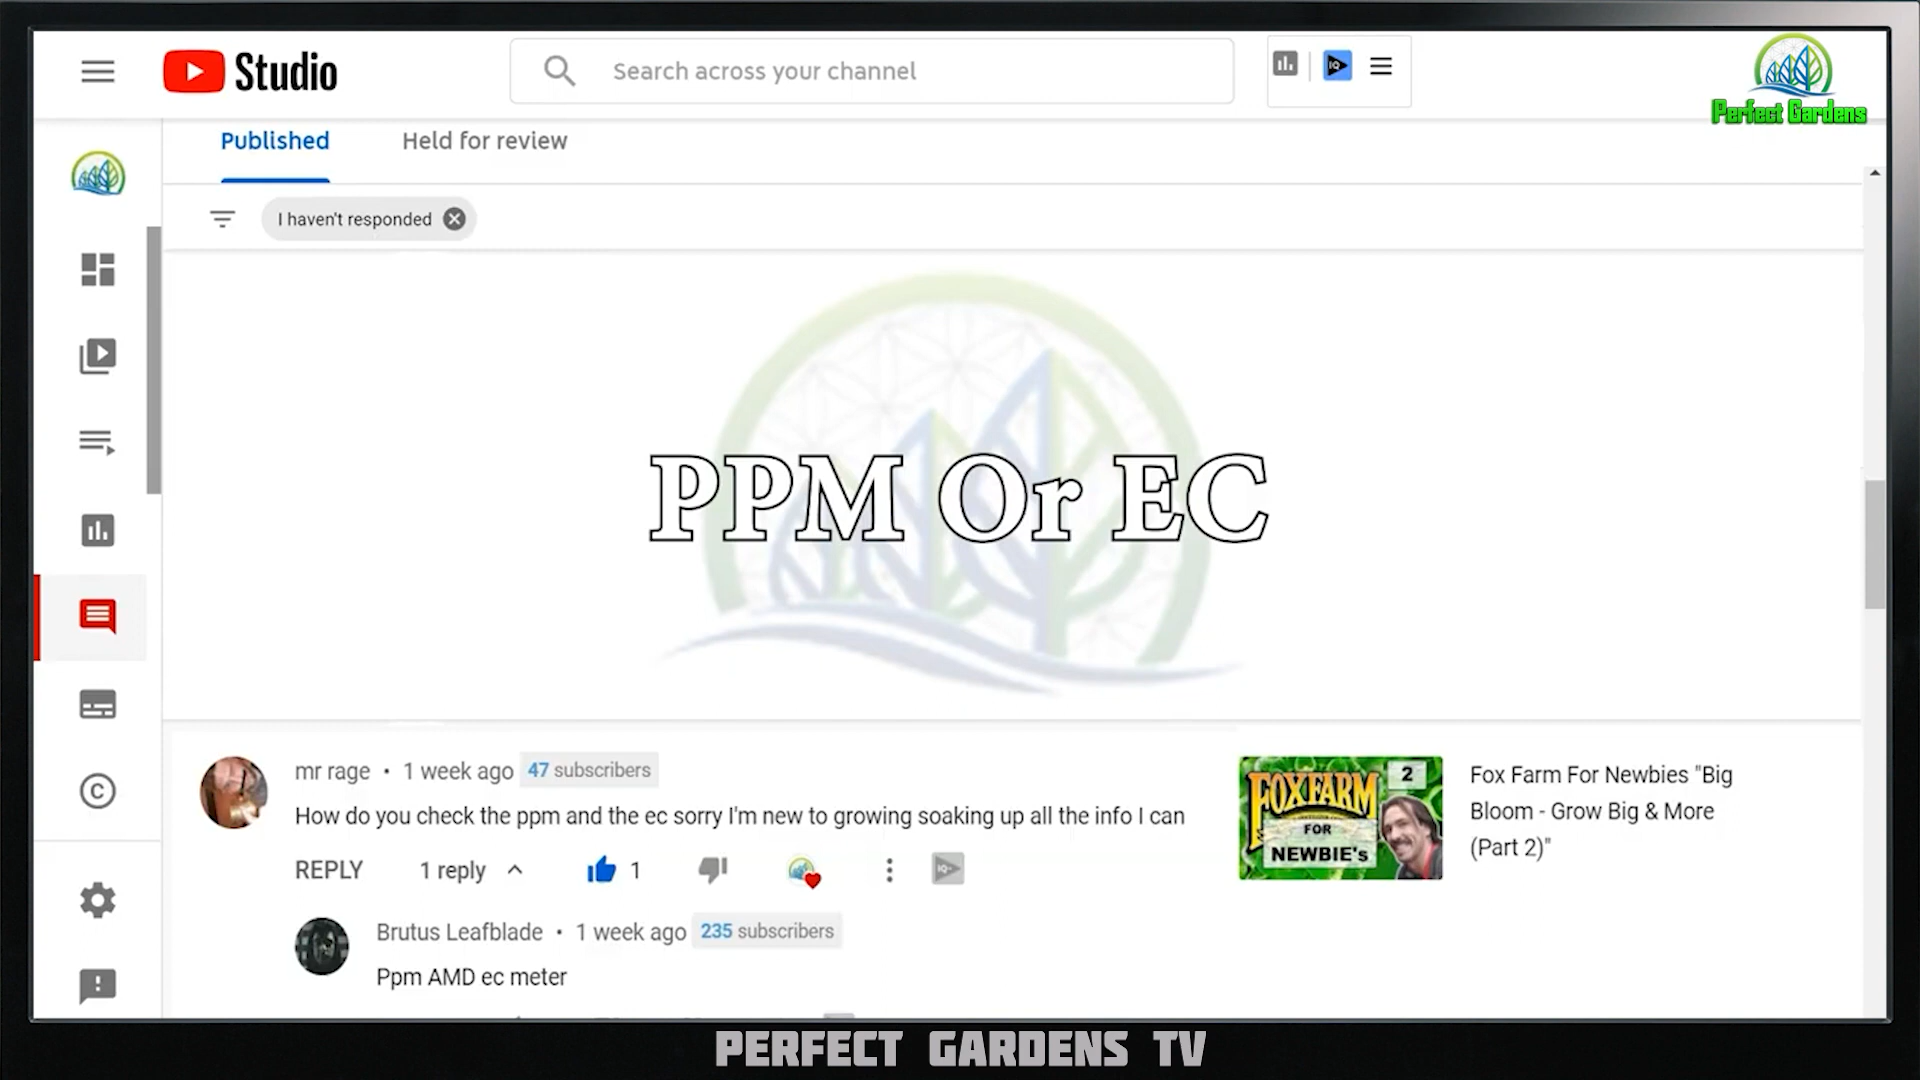 Studio
Search across your channel
Perfect Gardens
Published
Held for review
I haven't responded
PPM Or EC
mr rage • 1 week ago 47 subscribers
How do you check the ppm and the ec sorry I'm new to growing soaking up all the info I can
REPLY 1 reply 1
FOXFARM 2
FOR
NEWBIE's
Fox Farm For Newbies "Big
Bloom - Grow Big & More
(Part 2)"
Brutus Leafblade • 1 week ago 235 subscribers
Ppm AMD ec meter
PERFECT GARDENS TV